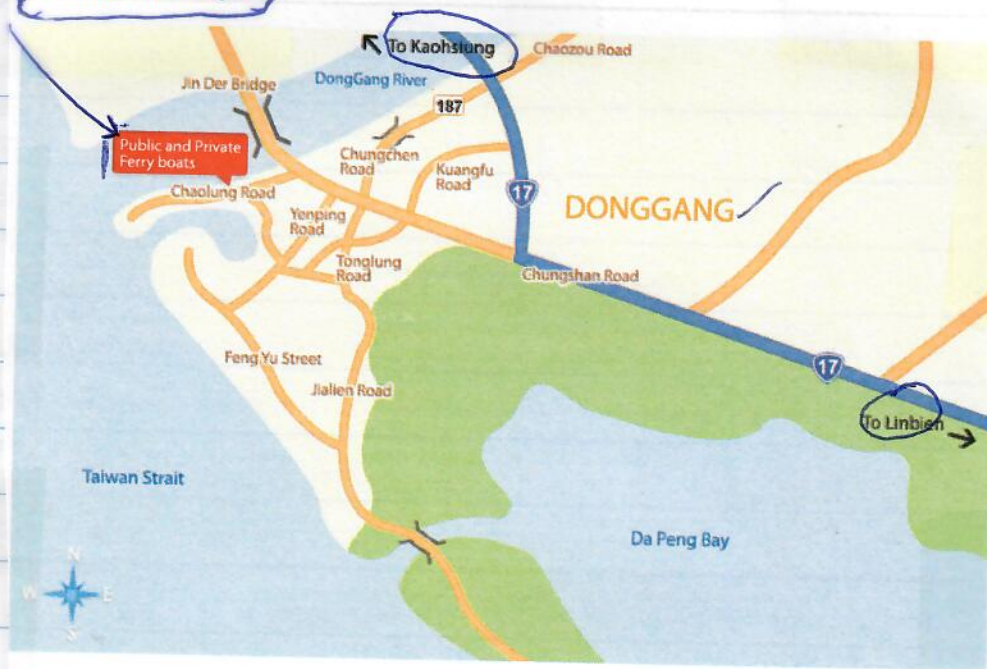 To Kaohsiung
Chaozou Road
Jin Der Bridge
DongGang River
187
Public and Private
Ferry boats
Chungchen
Road
Kuangfu
Road
Chaolung Road
17
DONGGANG
Yenping
Road
Tonglung
Road
Chungshan Road
Feng Yu Street
17
Jialien Road
To Linbien
Taiwan Strait
Da Peng Bay
N
W
E
S